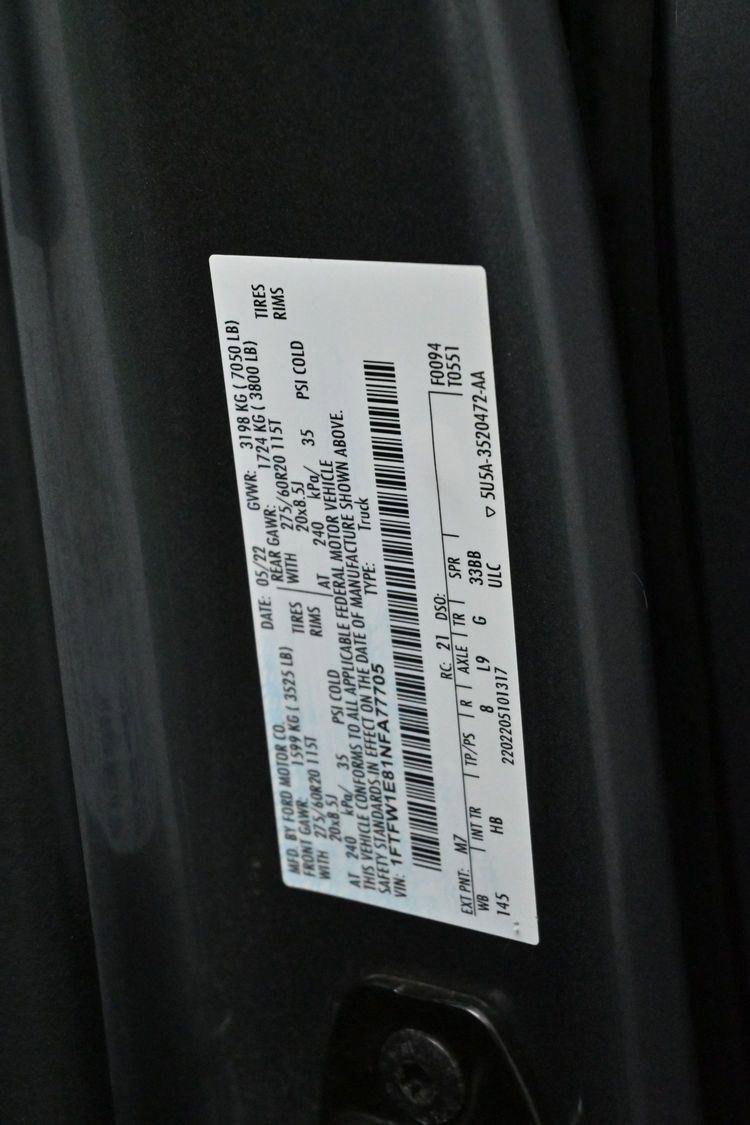 MFD. BY FORD MOTOR CO. DATE: 05/22 GVWR: 3198 KG ( 7050 LB)
FRONT GAWR: 1599 KG ( 3525 LB) REAR GAWR: 1724 KG ( 3800 LB)
WITH 275/60R20 115T TIRES WITH 275/60R20 115T TIRES
20x8.5J RIMS 20x8.5J RIMS
AT 240 kPa/ 35 PSI COLD AT 240 kPa/ 35 PSI COLD
THIS VEHICLE CONFORMS TO ALL APPLICABLE FEDERAL MOTOR VEHICLE
SAFETY STANDARDS IN EFFECT ON THE DATE OF MANUFACTURE SHOWN ABOVE.
VIN: 1FTFW1E81NFA77705 TYPE: Truck
EXT PNT: M7 RC: 21 DSO: F0094
WB INT TR TP/PS R AXLE TR SPR T0551
145 HB 8 L9 G 33BB
2202205101317 ULC ▽ 5U5A-3520472-AA